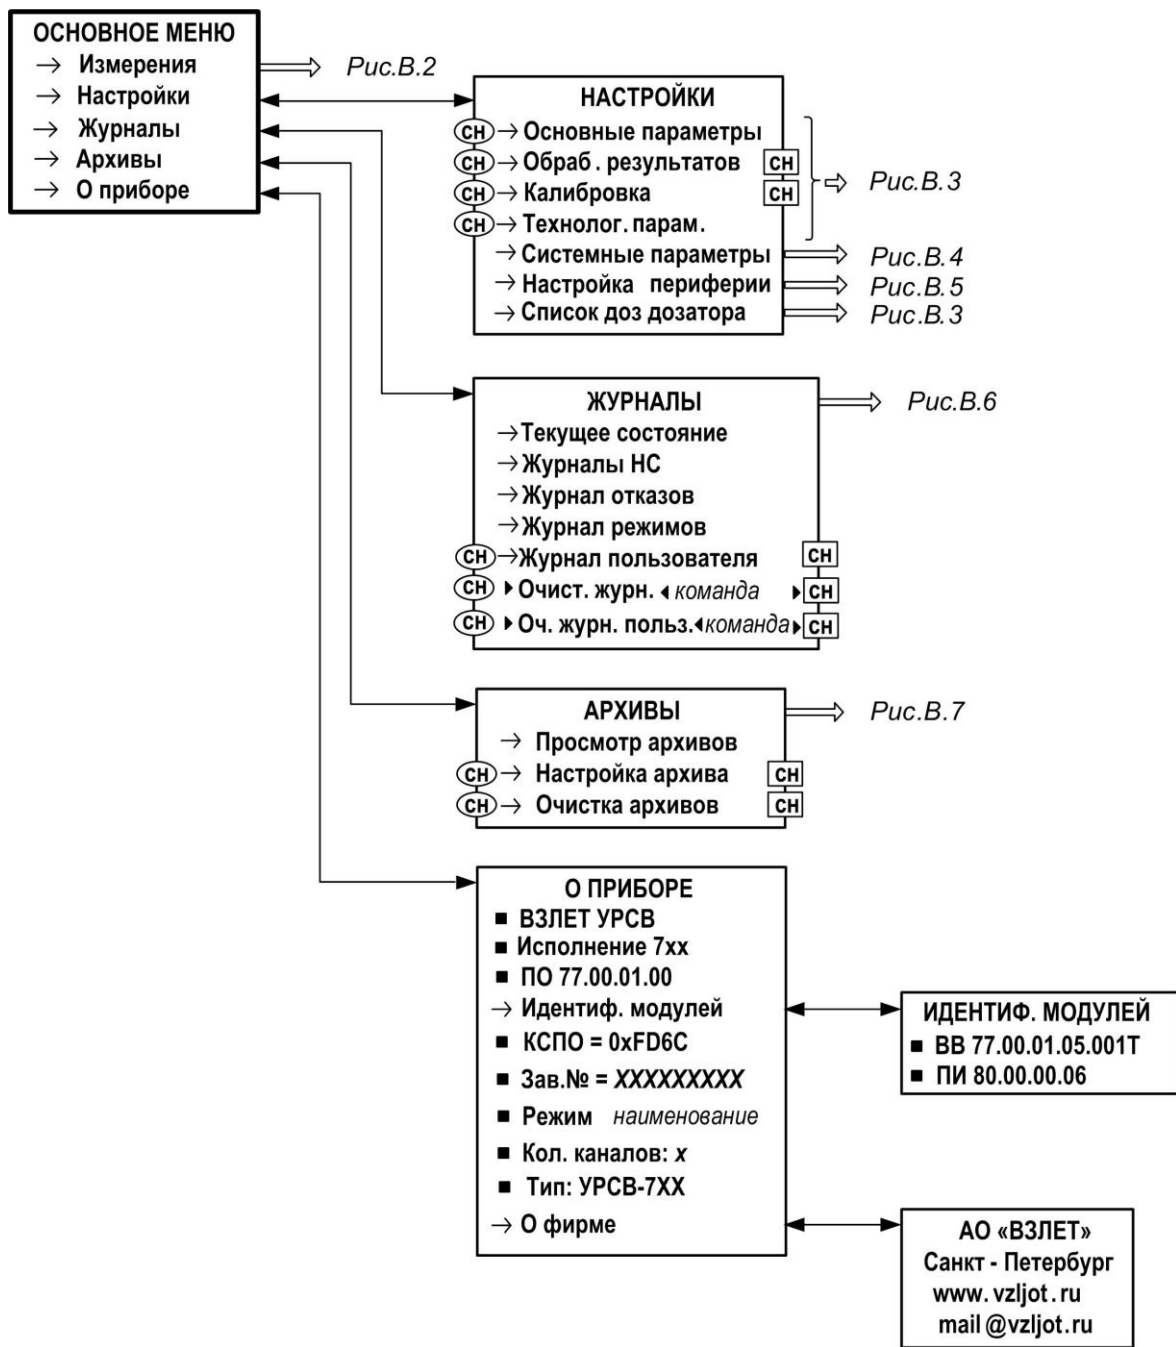 ОСНОВНОЕ МЕНЮ
→ Измерения
→ Настройки
→ Журналы
→ Архивы
→ О приборе
Рис.В.2
НАСТРОЙКИ
СН → Основные параметры
СН → Обраб. результатов СН
СН → Калибровка СН
СН → Технолог. парам.
Рис.В.3
→ Системные параметры Рис.В.4
→ Настройка периферии Рис.В.5
→ Список доз дозатора Рис.В.3
ЖУРНАЛЫ Рис.В.6
→ Текущее состояние
→ Журналы НС
→ Журнал отказов
→ Журнал режимов
СН → Журнал пользователя СН
СН ▶ Очист. журн. ◀ команда ▶ СН
СН ▶ Оч. журн. польз. ◀ команда ▶ СН
АРХИВЫ Рис.В.7
→ Просмотр архивов
СН → Настройка архива СН
СН → Очистка архивов СН
О ПРИБОРЕ
■ ВЗЛЕТ УРСВ
■ Исполнение 7хх
■ ПО 77.00.01.00
→ Идентиф. модулей
■ КСПО = 0xFD6C
■ Зав.№ = XXXXXXXXX
■ Режим наименование
■ Кол. каналов: х
■ Тип: УРСВ-7ХХ
→ О фирме
ИДЕНТИФ. МОДУЛЕЙ
■ ВВ 77.00.01.05.001Т
■ ПИ 80.00.00.06
АО «ВЗЛЕТ»
Санкт - Петербург
www.vzljot.ru
mail@vzljot.ru